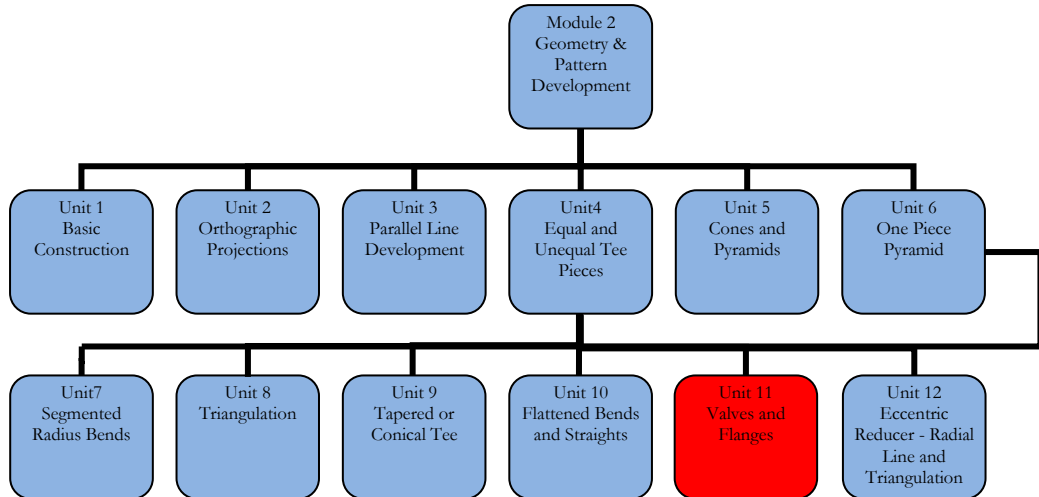 Module 2
Geometry &
Pattern
Development
Unit 1
Basic
Construction
Unit 2
Orthographic
Projections
Unit 3
Parallel Line
Development
Unit4
Equal and
Unequal Tee
Pieces
Unit 5
Cones and
Pyramids
Unit 6
One Piece
Pyramid
Unit7
Segmented
Radius Bends
Unit 8
Triangulation
Unit 9
Tapered or
Conical Tee
Unit 10
Flattened Bends
and Straights
Unit 11
Valves and
Flanges
Unit 12
Eccentric
Reducer - Radial
Line and
Triangulation